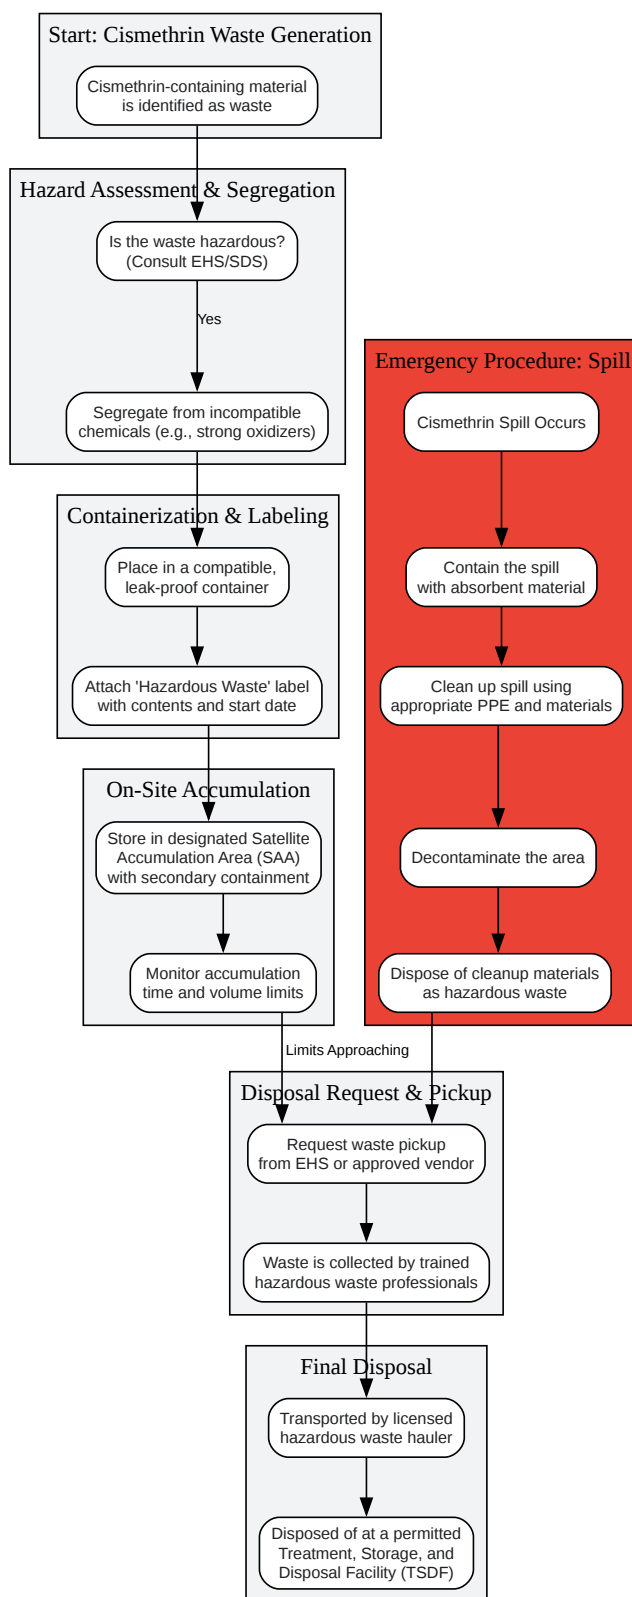 Start: Cismethrin Waste Generation
Cismethrin-containing material
is identified as waste
Hazard Assessment & Segregation
Is the waste hazardous?
(Consult EHS/SDS)
Yes
Segregate from incompatible
chemicals (e.g., strong oxidizers)
Containerization & Labeling
Place in a compatible,
leak-proof container
Attach 'Hazardous Waste' label
with contents and start date
On-Site Accumulation
Store in designated Satellite
Accumulation Area (SAA)
with secondary containment
Monitor accumulation
time and volume limits
Emergency Procedure: Spill
Cismethrin Spill Occurs
Contain the spill
with absorbent material
Clean up spill using
appropriate PPE and materials
Decontaminate the area
Dispose of cleanup materials
as hazardous waste
Limits Approaching
Disposal Request & Pickup
Request waste pickup
from EHS or approved vendor
Waste is collected by trained
hazardous waste professionals
Final Disposal
Transported by licensed
hazardous waste hauler
Disposed of at a permitted
Treatment, Storage, and
Disposal Facility (TSDF)